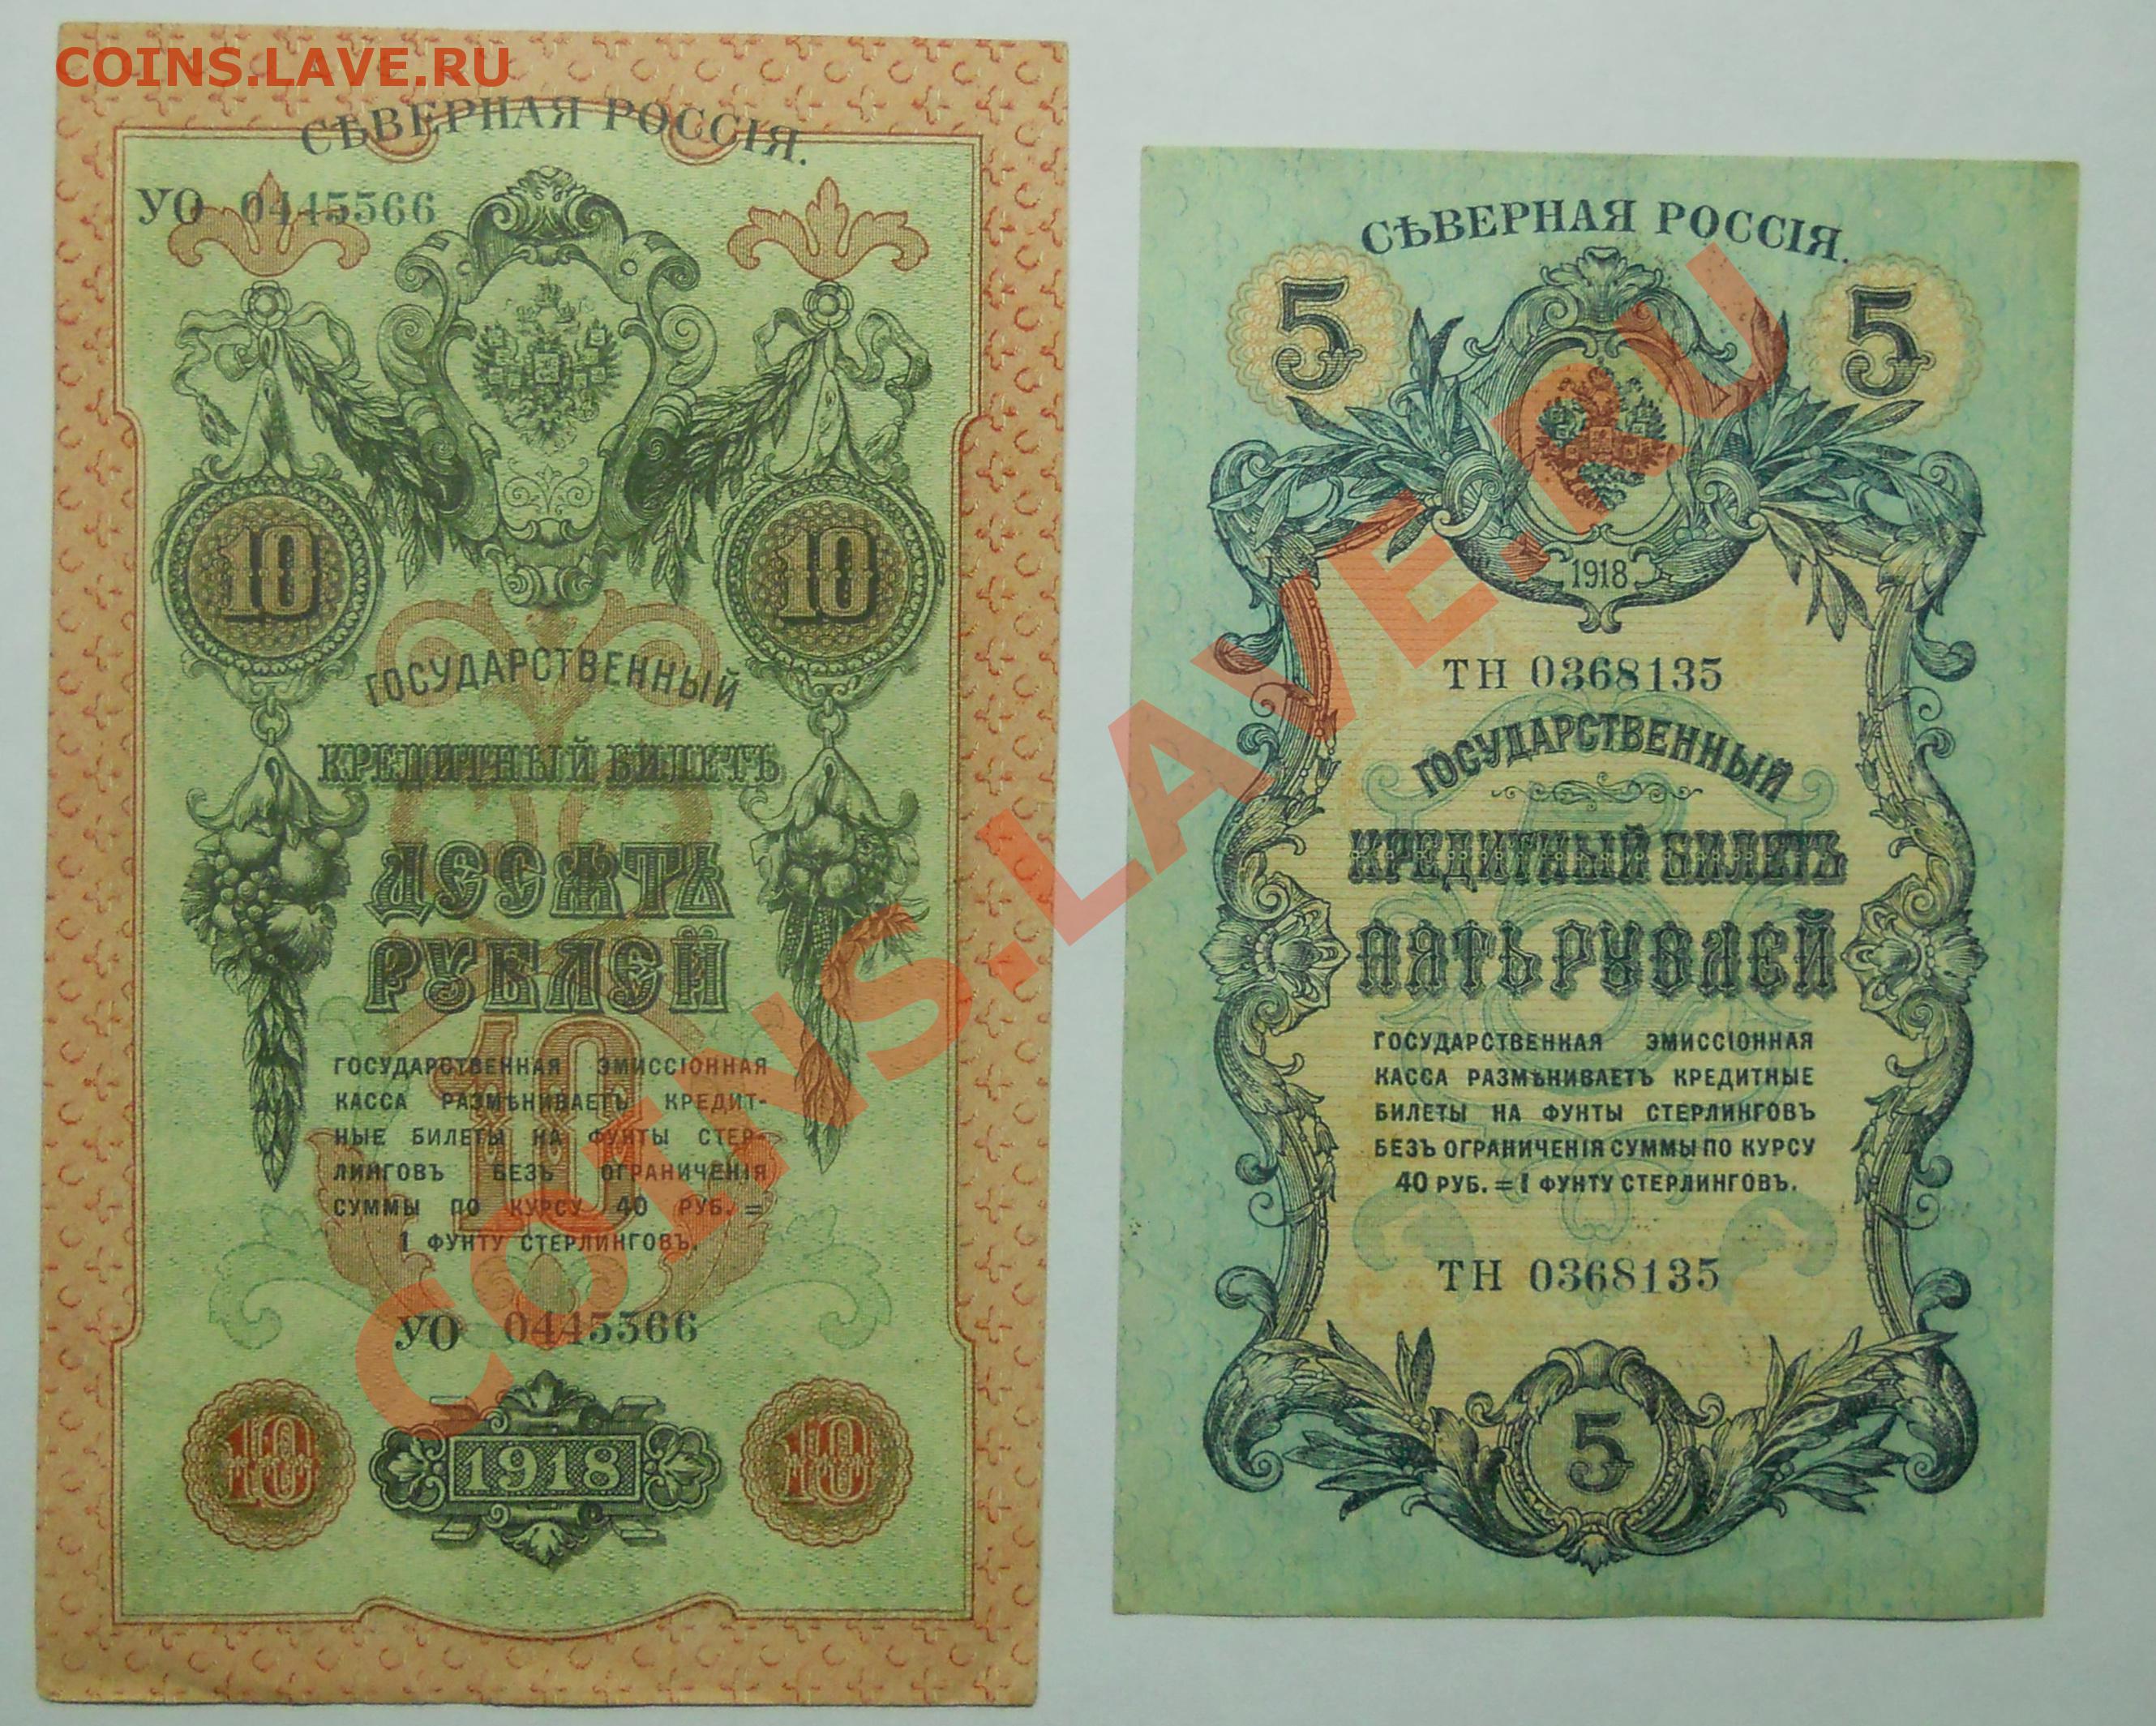 COINS.LAVE.RU
СѢВЕРНАЯ РОССІЯ.
УО 0445566
10 10
ГОСУДАРСТВЕННЫЙ
КРЕДИТНЫЙ БИЛЕТЪ
ДЕСЯТЬ
РУБЛЕЙ
10
ГОСУДАРСТВЕННАЯ ЭМИССІОННАЯ
КАССА РАЗМѢНИВАЕТЪ КРЕДИТ-
НЫЕ БИЛЕТЫ НА ФУНТЫ СТЕР-
ЛИНГОВЪ БЕЗЪ ОГРАНИЧЕНІЯ
СУММЫ ПО КУРСУ 40 РУБ. =
1 ФУНТУ СТЕРЛИНГОВЪ.
10
УО 0445566
10 1918 10
СѢВЕРНАЯ РОССІЯ.
5 5
1918
ТН 0368135
ГОСУДАРСТВЕННЫЙ
КРЕДИТНЫЙ БИЛЕТЪ
ПЯТЬ РУБЛЕЙ
5
ГОСУДАРСТВЕННАЯ ЭМИССІОННАЯ
КАССА РАЗМѢНИВАЕТЪ КРЕДИТНЫЕ
БИЛЕТЫ НА ФУНТЫ СТЕРЛИНГОВЪ
БЕЗЪ ОГРАНИЧЕНІЯ СУММЫ ПО КУРСУ
40 РУБ. = 1 ФУНТУ СТЕРЛИНГОВЪ.
ТН 0368135
5
COINS.LAVE.RU